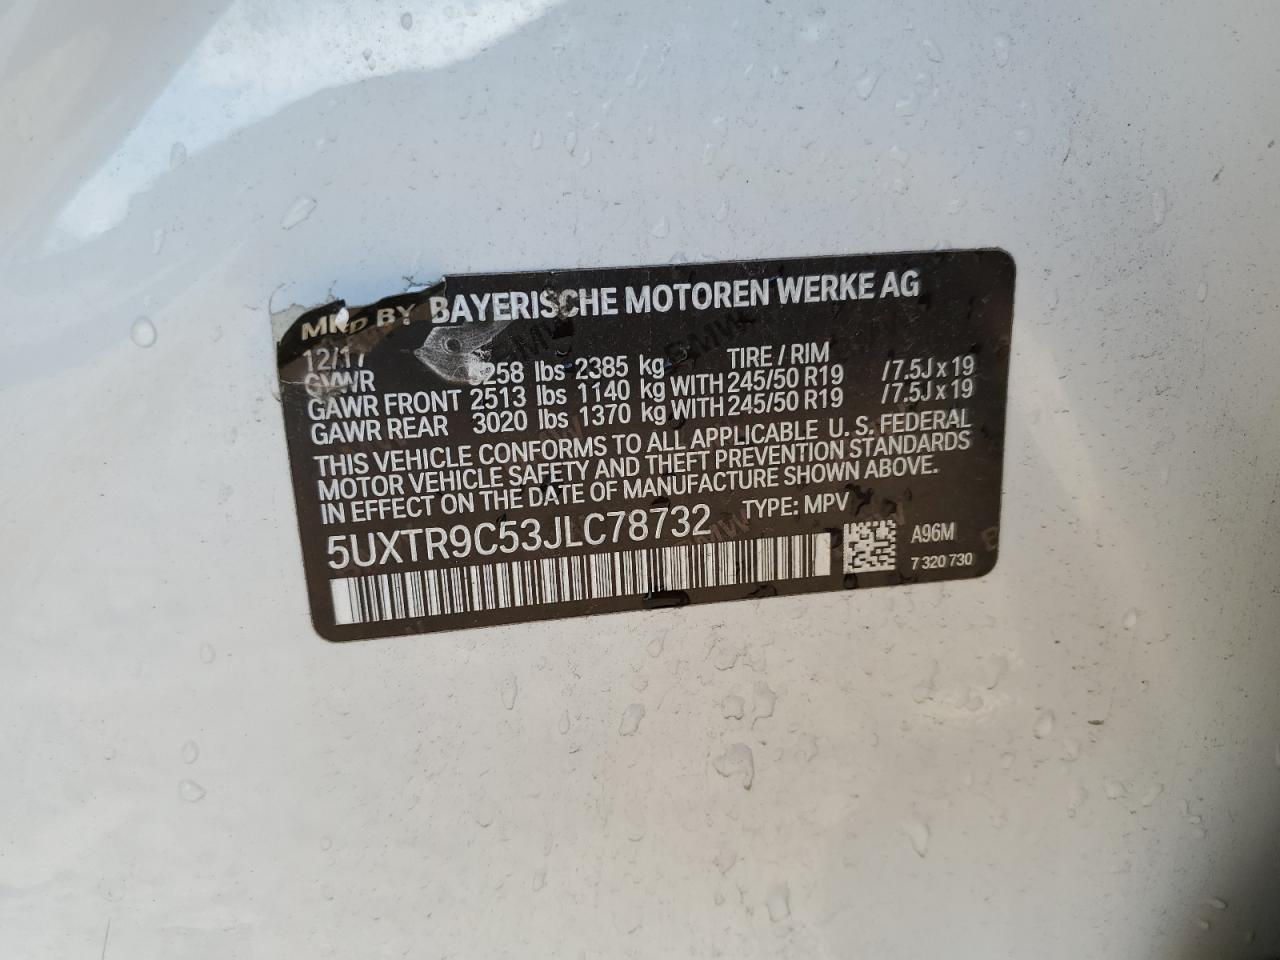 MFD BY BAYERISCHE MOTOREN WERKE AG
12/17
GVWR 5258 lbs 2385 kg TIRE / RIM
GAWR FRONT 2513 lbs 1140 kg WITH 245/50 R19 /7.5J x 19
GAWR REAR 3020 lbs 1370 kg WITH 245/50 R19 /7.5J x 19
THIS VEHICLE CONFORMS TO ALL APPLICABLE U. S. FEDERAL
MOTOR VEHICLE SAFETY AND THEFT PREVENTION STANDARDS
IN EFFECT ON THE DATE OF MANUFACTURE SHOWN ABOVE.
5UXTR9C53JLC78732 TYPE: MPV
A96M
7 320 730